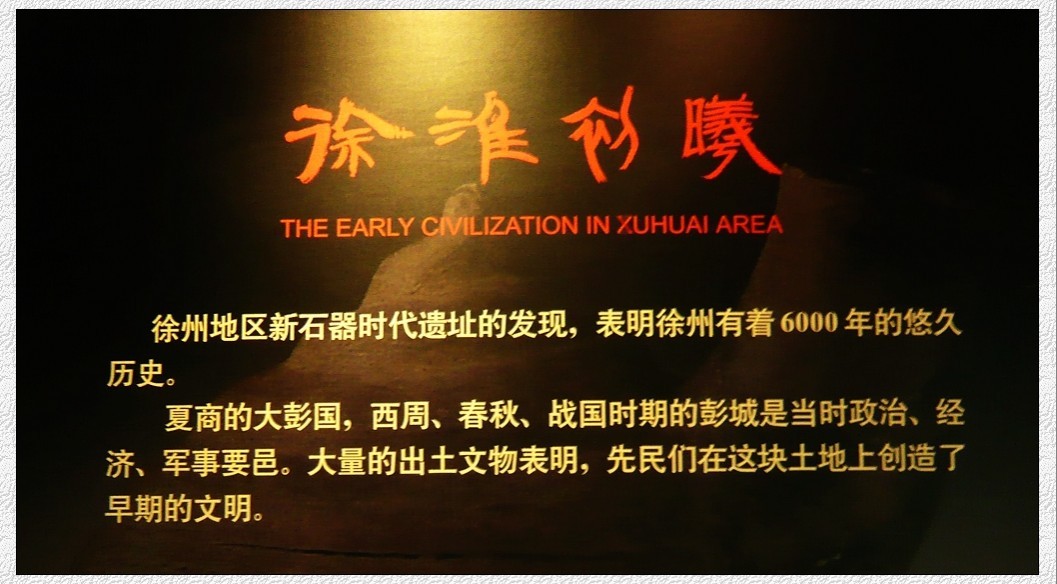 徐淮初曦
THE EARLY CIVILIZATION IN XUHUAI AREA
徐州地区新石器时代遗址的发现，表明徐州有着6000年的悠久
历史。
夏商的大彭国，西周、春秋、战国时期的彭城是当时政治、经
济、军事要邑。大量的出土文物表明，先民们在这块土地上创造了
早期的文明。